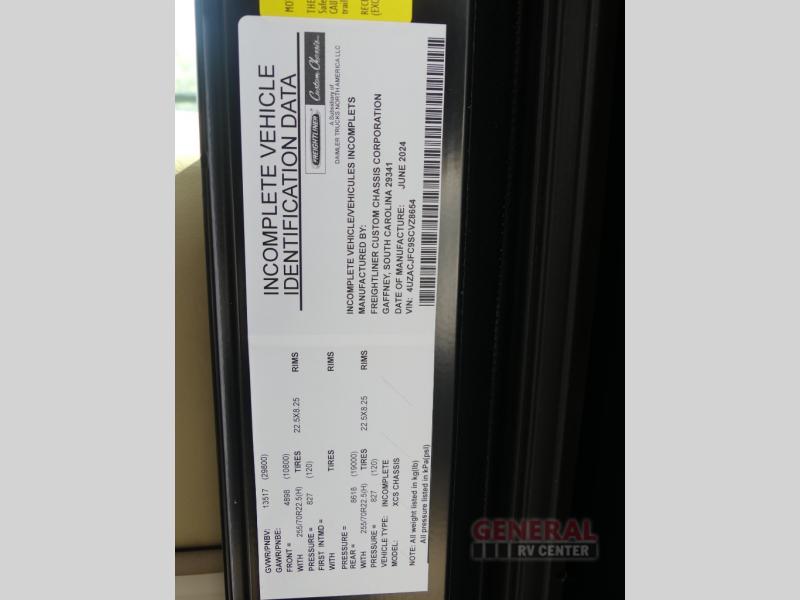 INCOMPLETE VEHICLE
IDENTIFICATION DATA
FREIGHTLINER
Custom Chassis
A Subsidiary of
DAIMLER TRUCKS NORTH AMERICA LLC
INCOMPLETE VEHICLE/VEHICULES INCOMPLETS
MANUFACTURED BY:
FREIGHTLINER CUSTOM CHASSIS CORPORATION
GAFFNEY, SOUTH CAROLINA 29341
DATE OF MANUFACTURE: JUNE 2024
VIN: 4UZACJFC9SCVZ8654
GVWR/PNBV: 13517 (29800)
GAWR/PNBE:
FRONT = 4898 (10800)
WITH 255/70R22.5(H) TIRES 22.5X8.25 RIMS
PRESSURE = 827 (120)
FIRST INTMD =
WITH TIRES RIMS
PRESSURE =
REAR = 8618 (19000)
WITH 255/70R22.5(H) TIRES 22.5X8.25 RIMS
PRESSURE = 827 (120)
VEHICLE TYPE: INCOMPLETE
MODEL: XCS CHASSIS
NOTE: All weight listed in kg(lb)
All pressure listed in kPa(psi)
GENERAL
RV CENTER